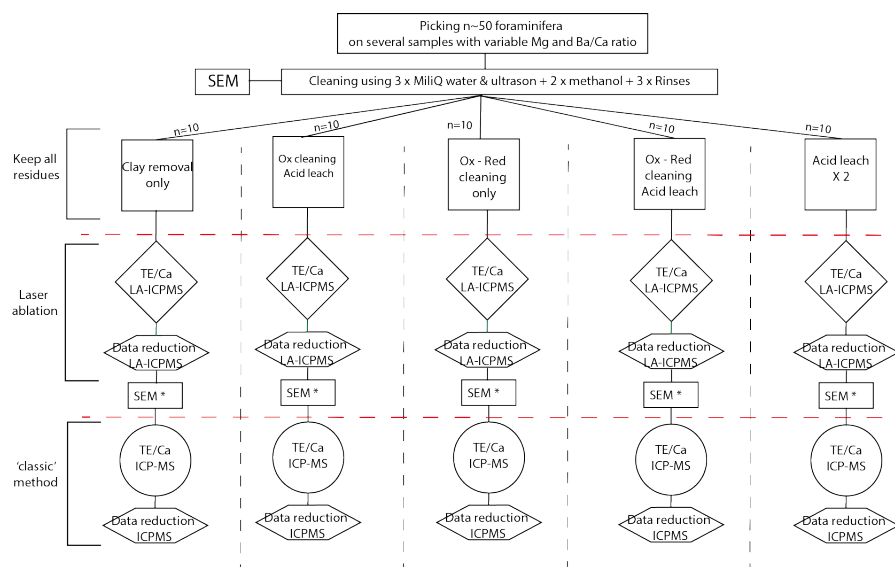 Picking n~50 foraminifera
on several samples with variable Mg and Ba/Ca ratio
SEM
Cleaning using 3 x MiliQ water & ultrason + 2 x methanol + 3 x Rinses
n=10
n=10
n=10
n=10
n=10
Keep all
residues
Clay removal
only
Ox cleaning
Acid leach
Ox - Red
cleaning
only
Ox - Red
cleaning
Acid leach
Acid leach
X 2
Laser
ablation
TE/Ca
LA-ICPMS
TE/Ca
LA-ICPMS
TE/Ca
LA-ICPMS
TE/Ca
LA-ICPMS
TE/Ca
LA-ICPMS
Data reduction
LA-ICPMS
Data reduction
LA-ICPMS
Data reduction
LA-ICPMS
Data reduction
LA-ICPMS
Data reduction
LA-ICPMS
SEM *
SEM *
SEM *
SEM *
SEM *
'classic'
method
TE/Ca
ICP-MS
TE/Ca
ICP-MS
TE/Ca
ICP-MS
TE/Ca
ICP-MS
TE/Ca
ICP-MS
Data reduction
ICPMS
Data reduction
ICPMS
Data reduction
ICPMS
Data reduction
ICPMS
Data reduction
ICPMS